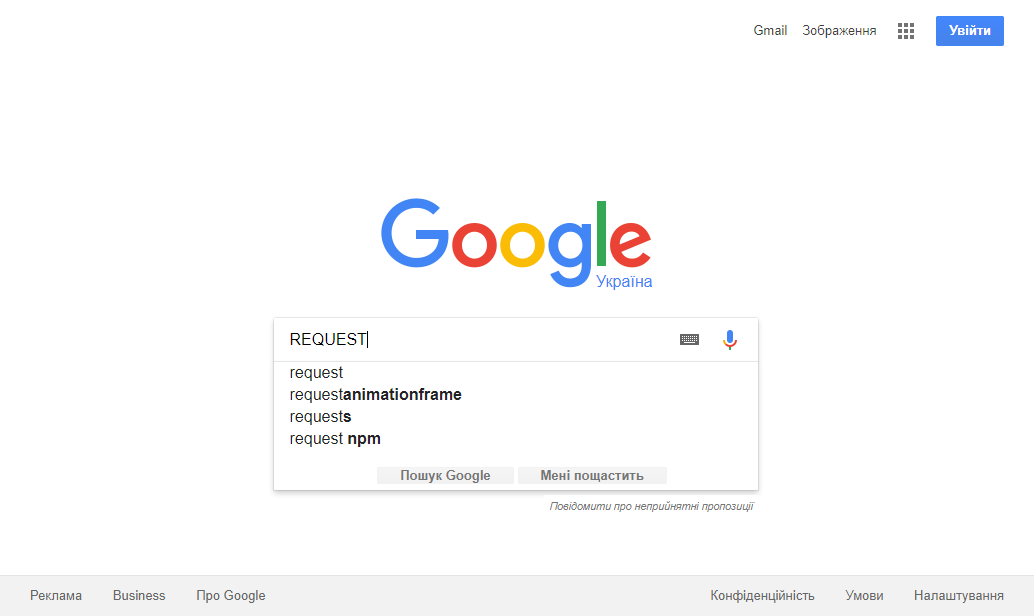 Gmail Зображення Увійти
Google
Україна
REQUEST
request
requestanimationframe
requests
request npm
Пошук Google Мені пощастить
Повідомити про неприйнятні пропозиції
Реклама Business Про Google Конфіденційність Умови Налаштування